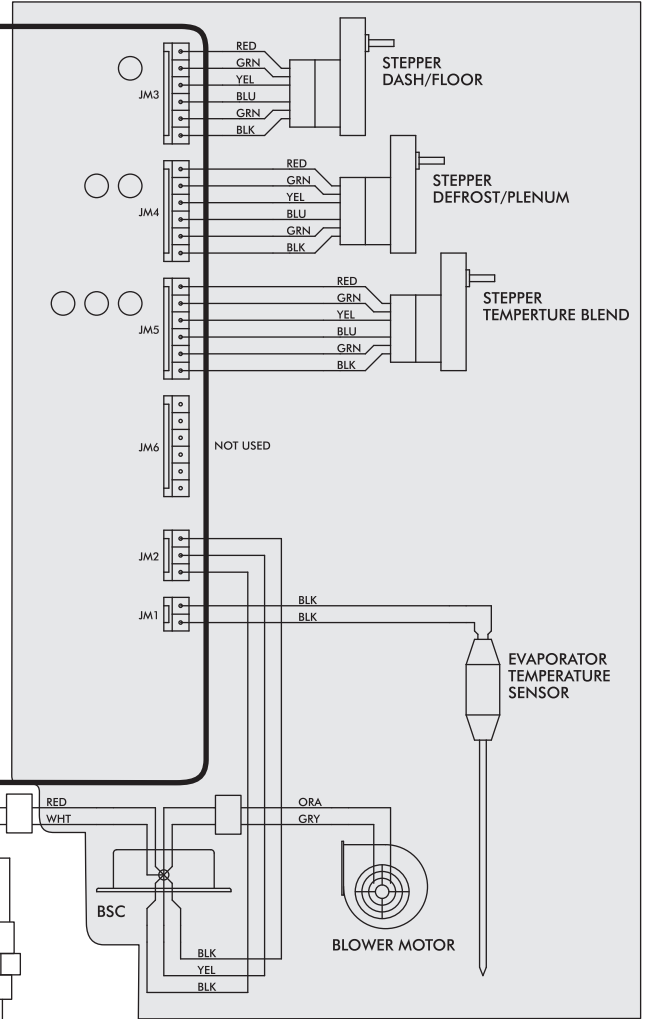 RED
GRN
YEL
BLU
GRN
BLK
JM3
STEPPER
DASH/FLOOR
RED
GRN
YEL
BLU
GRN
BLK
JM4
STEPPER
DEFROST/PLENUM
RED
GRN
YEL
BLU
GRN
BLK
JM5
STEPPER
TEMPERTURE BLEND
JM6
NOT USED
JM2
JM1
BLK
BLK
EVAPORATOR
TEMPERATURE
SENSOR
RED
WHT
ORA
GRY
BSC
BLOWER MOTOR
BLK
YEL
BLK